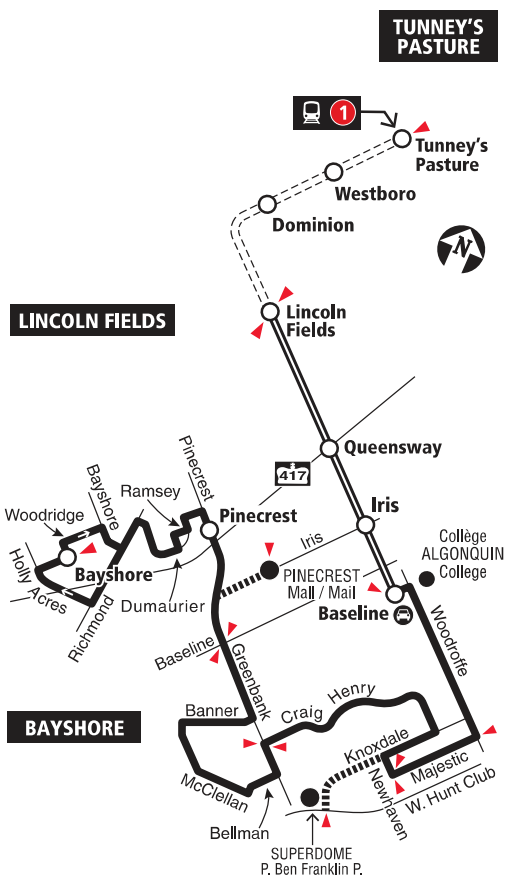 TUNNEY'S
PASTURE
1
Tunney's
Pasture
Westboro
Dominion
N
LINCOLN FIELDS
Lincoln
Fields
Queensway
417
Pinecrest
Ramsey
Bayshore
Woodridge
Pinecrest
Iris
Iris
Collège
ALGONQUIN
College
Bayshore
PINECREST
Mall / Mail
Holly Acres
Richmond
Dumaurier
Baseline
Woodroffe
Baseline
Greenbank
BAYSHORE
Banner
Craig
Henry
Knoxdale
McClellan
Newhaven
Majestic
W. Hunt Club
Bellman
SUPERDOME
P. Ben Franklin P.